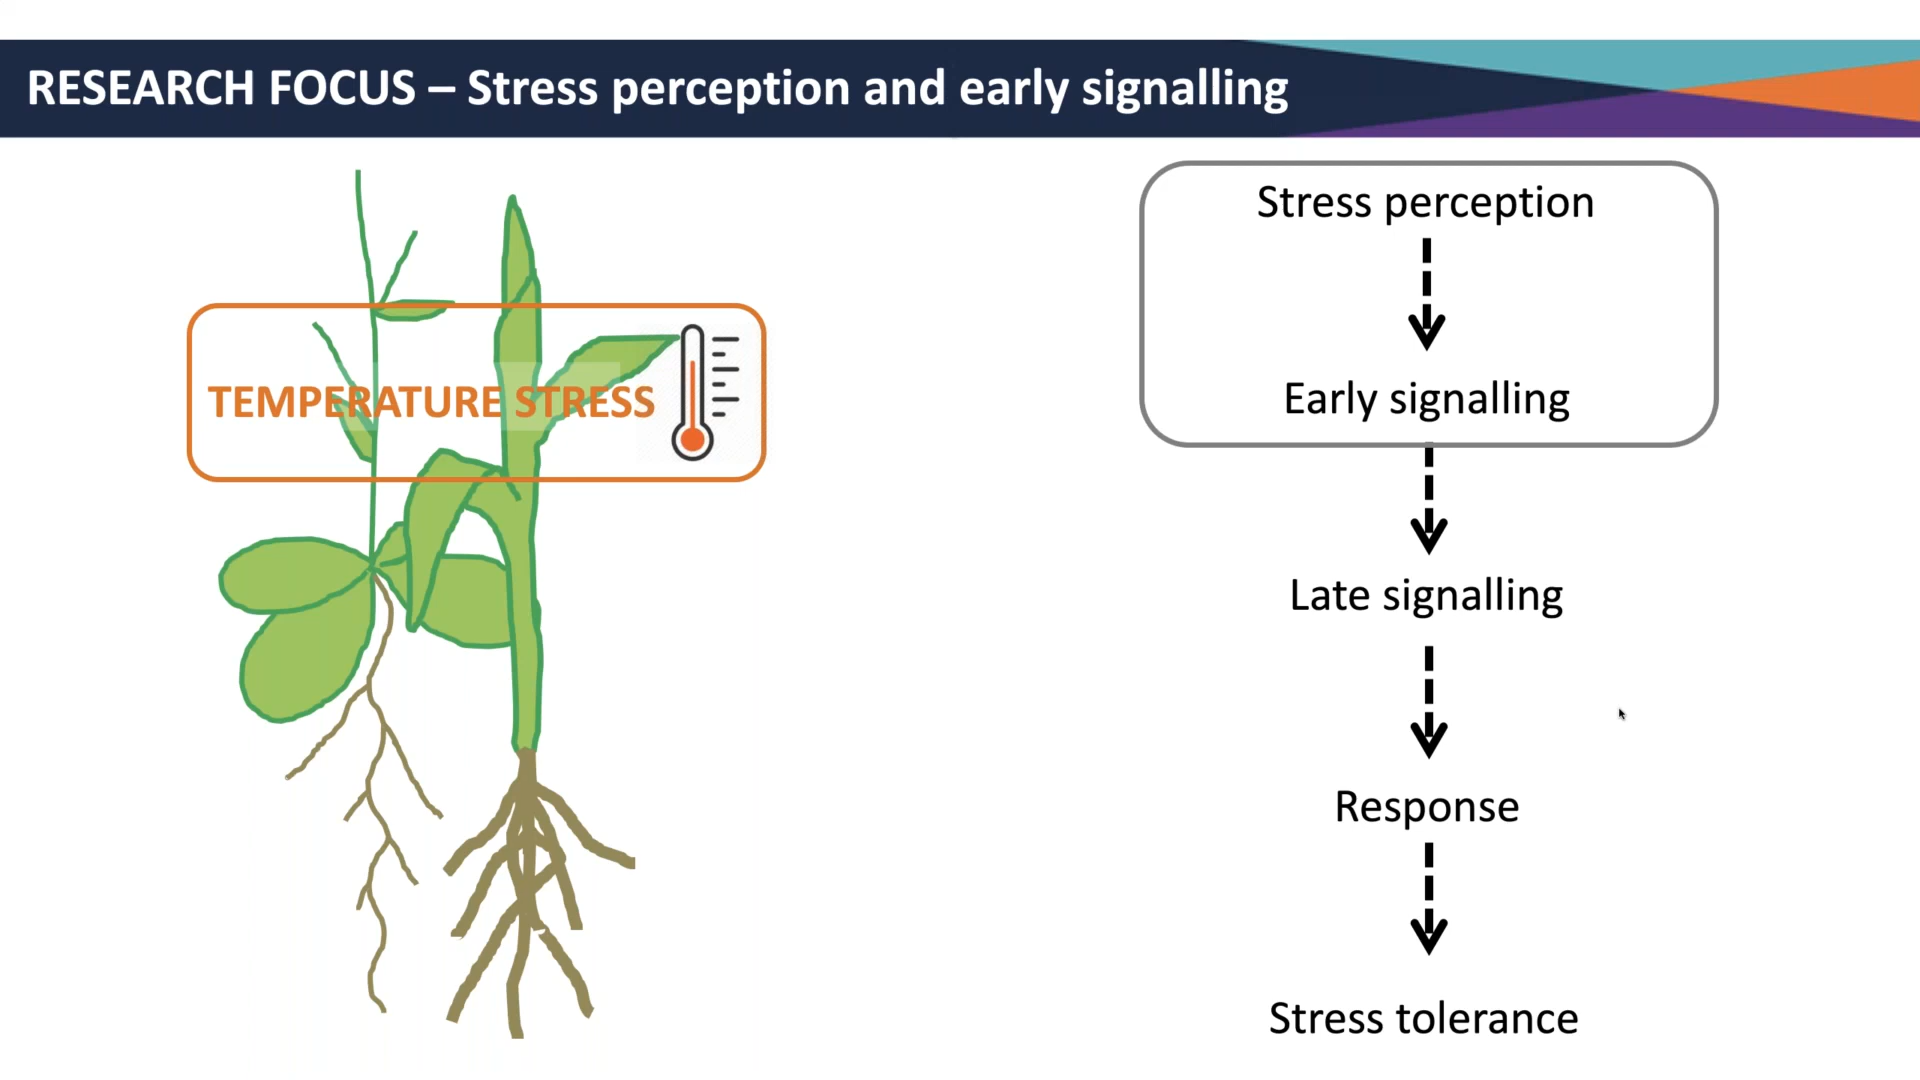 RESEARCH FOCUS – Stress perception and early signalling
TEMPERATURE STRESS
Stress perception
Early signalling
Late signalling
Response
Stress tolerance